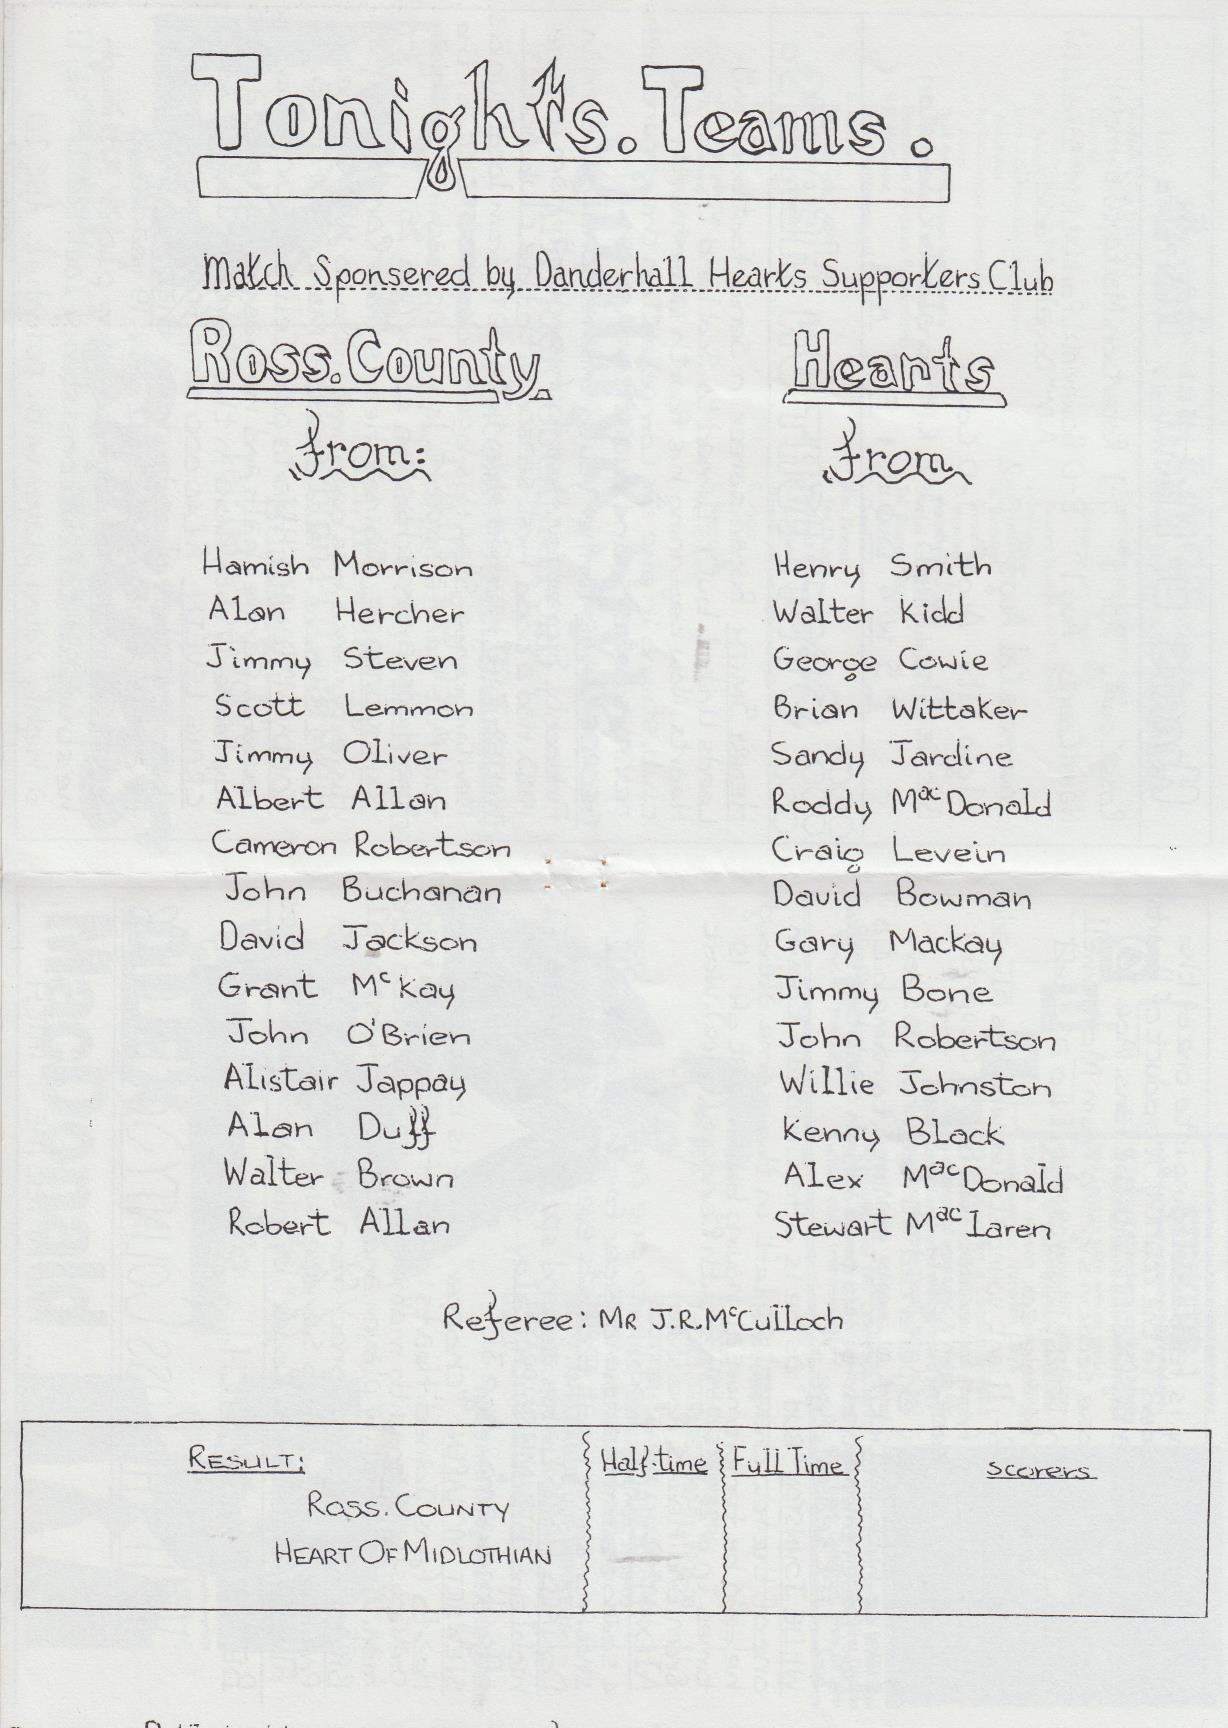 Tonight's. Teams.
Match Sponsered by Danderhall Hearts Supporters Club
Ross. County.
from:
Hamish Morrison
Alan Hercher
Jimmy Steven
Scott Lemmon
Jimmy Oliver
Albert Allan
Cameron Robertson
John Buchanan
David Jackson
Grant McKay
John O'Brien
Alistair Jappay
Alan Duff
Walter Brown
Robert Allan
Hearts
from
Henry Smith
Walter Kidd
George Cowie
Brian Wittaker
Sandy Jardine
Roddy MacDonald
Craig Levein
David Bowman
Gary Mackay
Jimmy Bone
John Robertson
Willie Johnston
Kenny Black
Alex MacDonald
Stewart Maclaren
Referee: MR J.R.McCulloch
RESULT:
Half-time
Full Time
scorers
ROSS. COUNTY
HEART OF MIDLOTHIAN